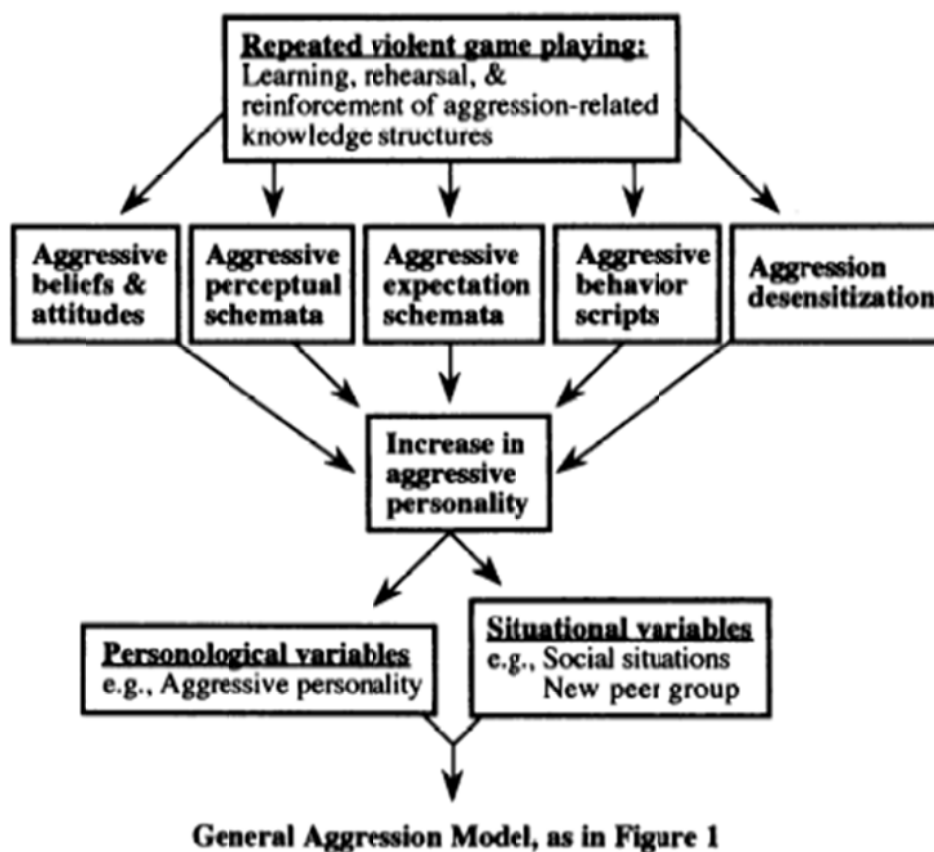 Repeated violent game playing:
Learning, rehearsal, &
reinforcement of aggression-related
knowledge structures
Aggressive
beliefs &
attitudes
Aggressive
perceptual
schemata
Aggressive
expectation
schemata
Aggressive
behavior
scripts
Aggression
desensitization
Increase in
aggressive
personality
Personological variables
e.g., Aggressive personality
Situational variables
e.g., Social situations
New peer group
General Aggression Model, as in Figure 1